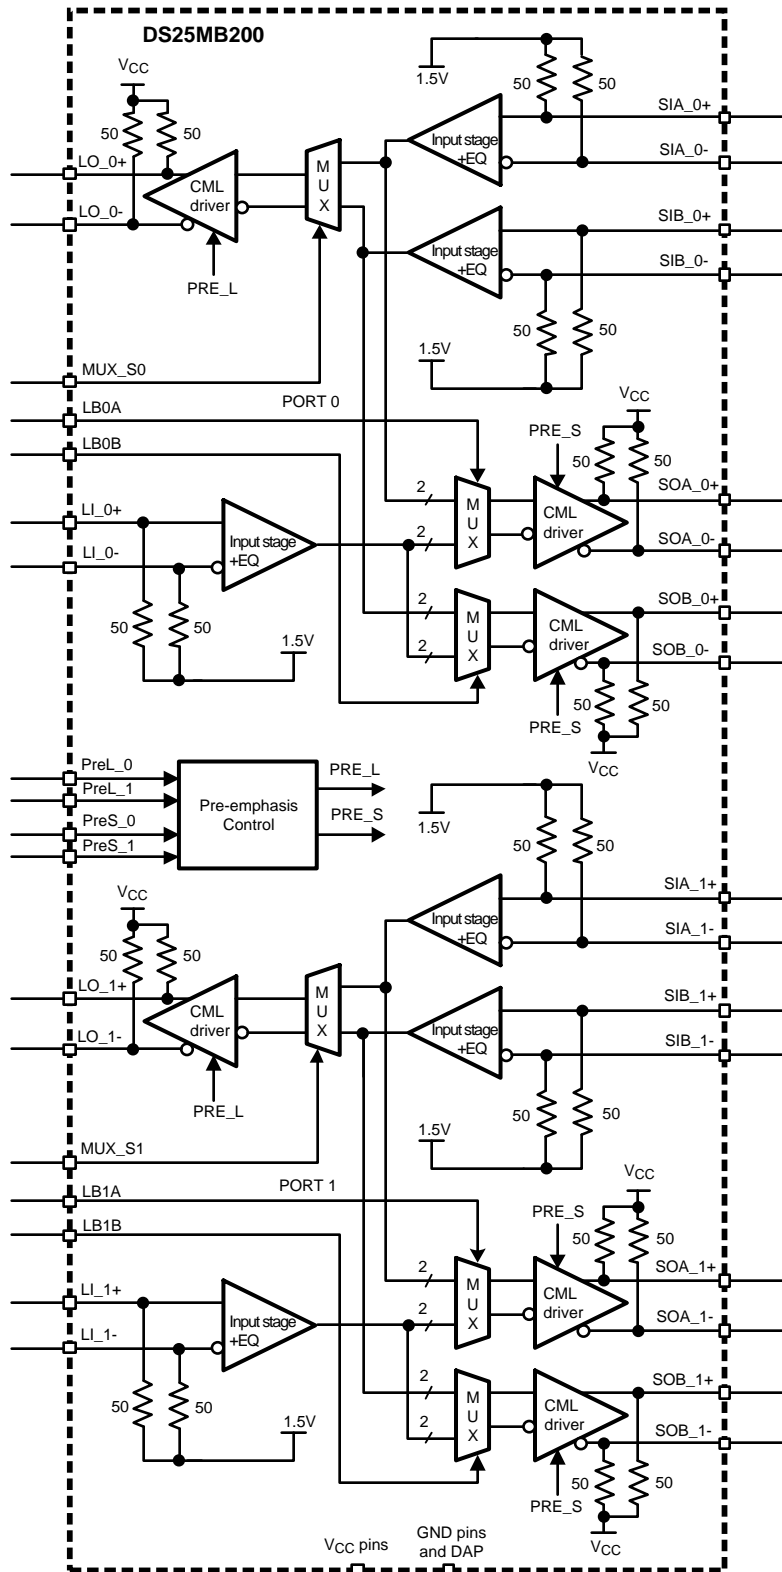 DS25MB200
VCC
1.5V
50
50
SIA_0+
50
50
LO_0+
CML
driver
M
U
X
Input stage
+EQ
SIA_0-
LO_0-
PRE_L
Input stage
+EQ
SIB_0+
SIB_0-
50
50
1.5V
MUX_S0
LB0A
PORT 0
VCC
LB0B
PRE_S
50
50
2
M
U
X
CML
driver
SOA_0+
LI_0+
2
SOA_0-
LI_0-
Input stage
+EQ
50
50
1.5V
2
M
U
X
CML
driver
SOB_0+
2
SOB_0-
50
50
PRE_S
VCC
PreL_0
PreL_1
PreS_0
PreS_1
Pre-emphasis
Control
PRE_L
PRE_S
1.5V
50
50
VCC
50
50
Input stage
+EQ
SIA_1+
SIA_1-
LO_1+
CML
driver
M
U
X
LO_1-
PRE_L
Input stage
+EQ
SIB_1+
SIB_1-
50
50
1.5V
MUX_S1
LB1A
PORT 1
VCC
LB1B
PRE_S
50
50
2
M
U
X
CML
driver
SOA_1+
LI_1+
2
SOA_1-
LI_1-
Input stage
+EQ
50
50
1.5V
2
M
U
X
CML
driver
SOB_1+
2
SOB_1-
50
50
PRE_S
VCC
VCC pins
GND pins
and DAP